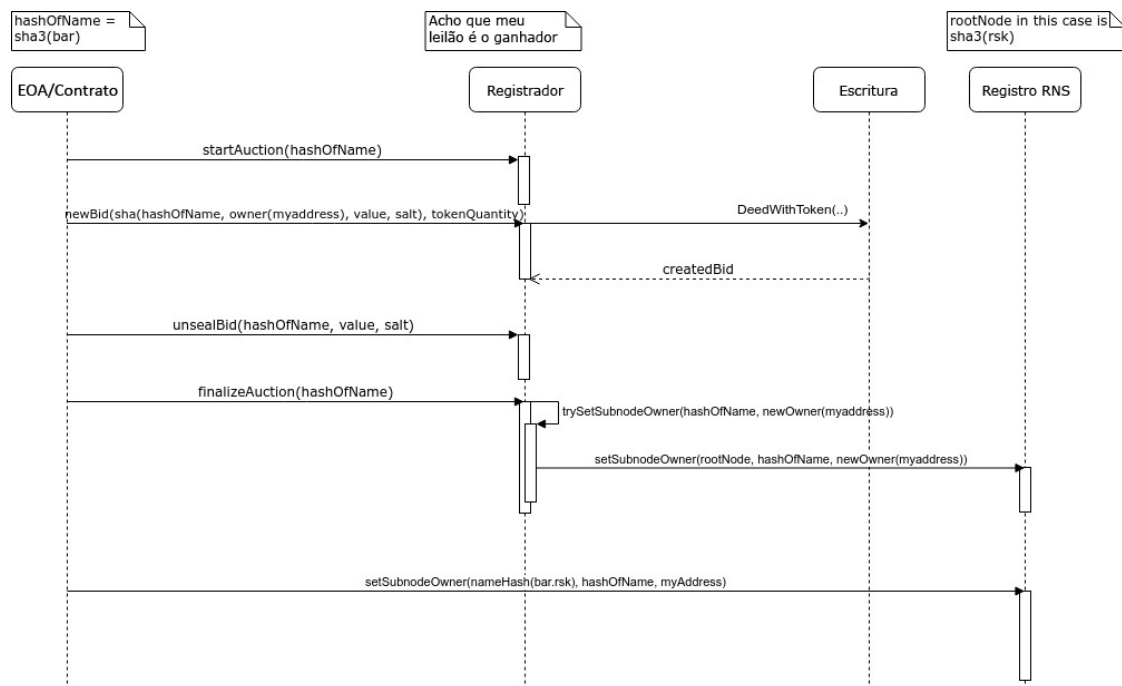 hashOfName =
sha3(bar)
Acho que meu
leilão é o ganhador
rootNode in this case is
sha3(rsk)
EOA/Contrato
Registrador
Escritura
Registro RNS
startAuction(hashOfName)
newBid(sha(hashOfName, owner(myaddress), value, salt), tokenQuantity)
DeedWithToken(..)
createdBid
unsealBid(hashOfName, value, salt)
finalizeAuction(hashOfName)
trySetSubnodeOwner(hashOfName, newOwner(myaddress))
setSubnodeOwner(rootNode, hashOfName, newOwner(myaddress))
setSubnodeOwner(nameHash(bar.rsk), hashOfName, myAddress)